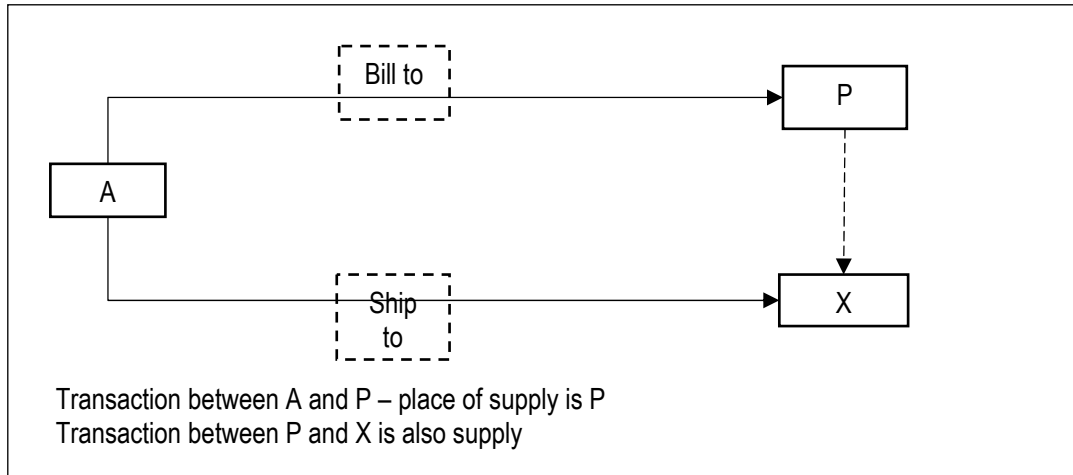 Bill to
P
A
Ship
to
X
Transaction between A and P – place of supply is P
Transaction between P and X is also supply